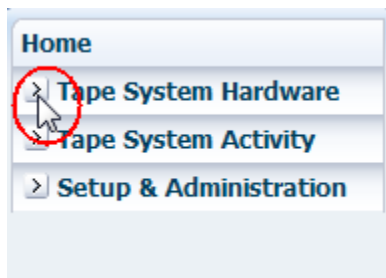 Home
Tape System Hardware
Tape System Activity
Setup & Administration